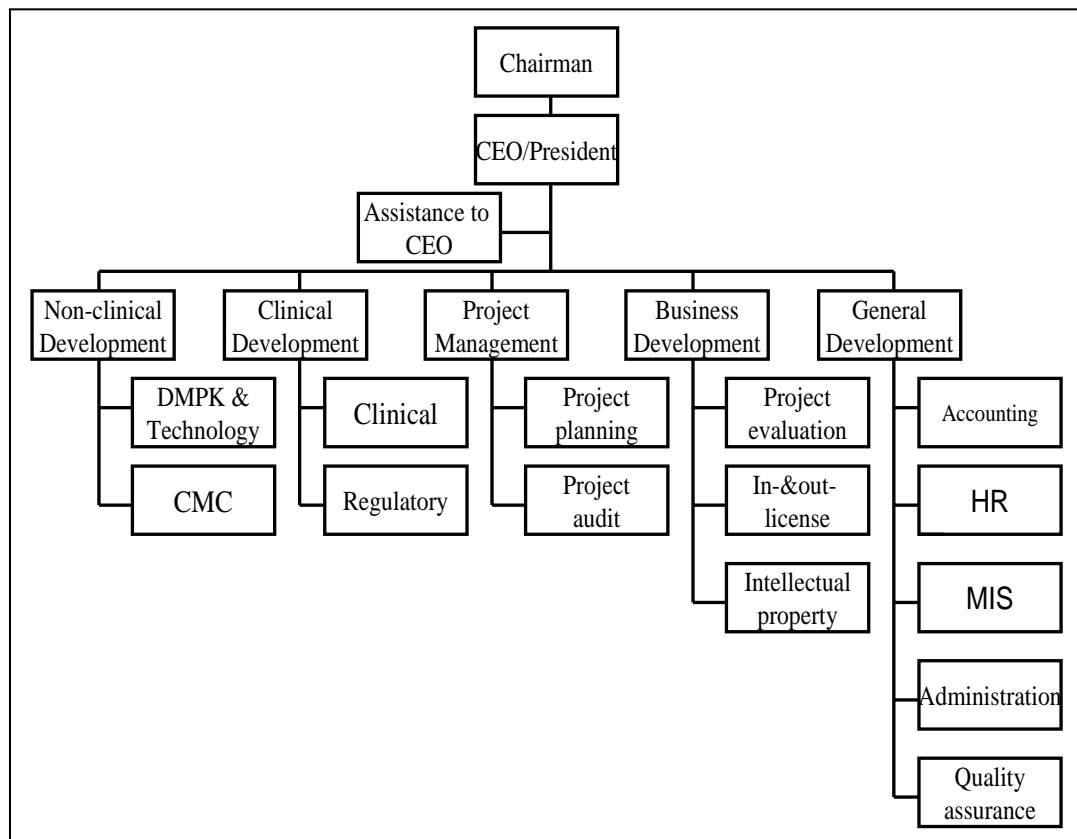 Chairman
CEO/President
Assistance to
CEO
Non-clinical
Development
Clinical
Development
Project
Management
Business
Development
General
Development
DMPK &
Technology
CMC
Clinical
Regulatory
Project
planning
Project
audit
Project
evaluation
In-&out-
license
Intellectual
property
Accounting
HR
MIS
Administration
Quality
assurance